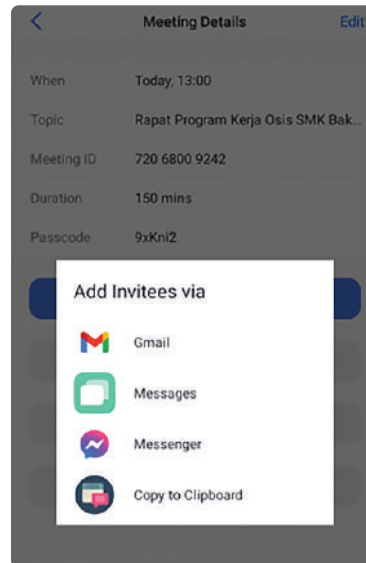 Meeting Details Edit
When Today, 13:00
Topic Rapat Program Kerja Osis SMK Bak...
Meeting ID 720 6800 9242
Duration 150 mins
Passcode 9xKni2
Add Invitees via
Gmail
Messages
Messenger
Copy to Clipboard